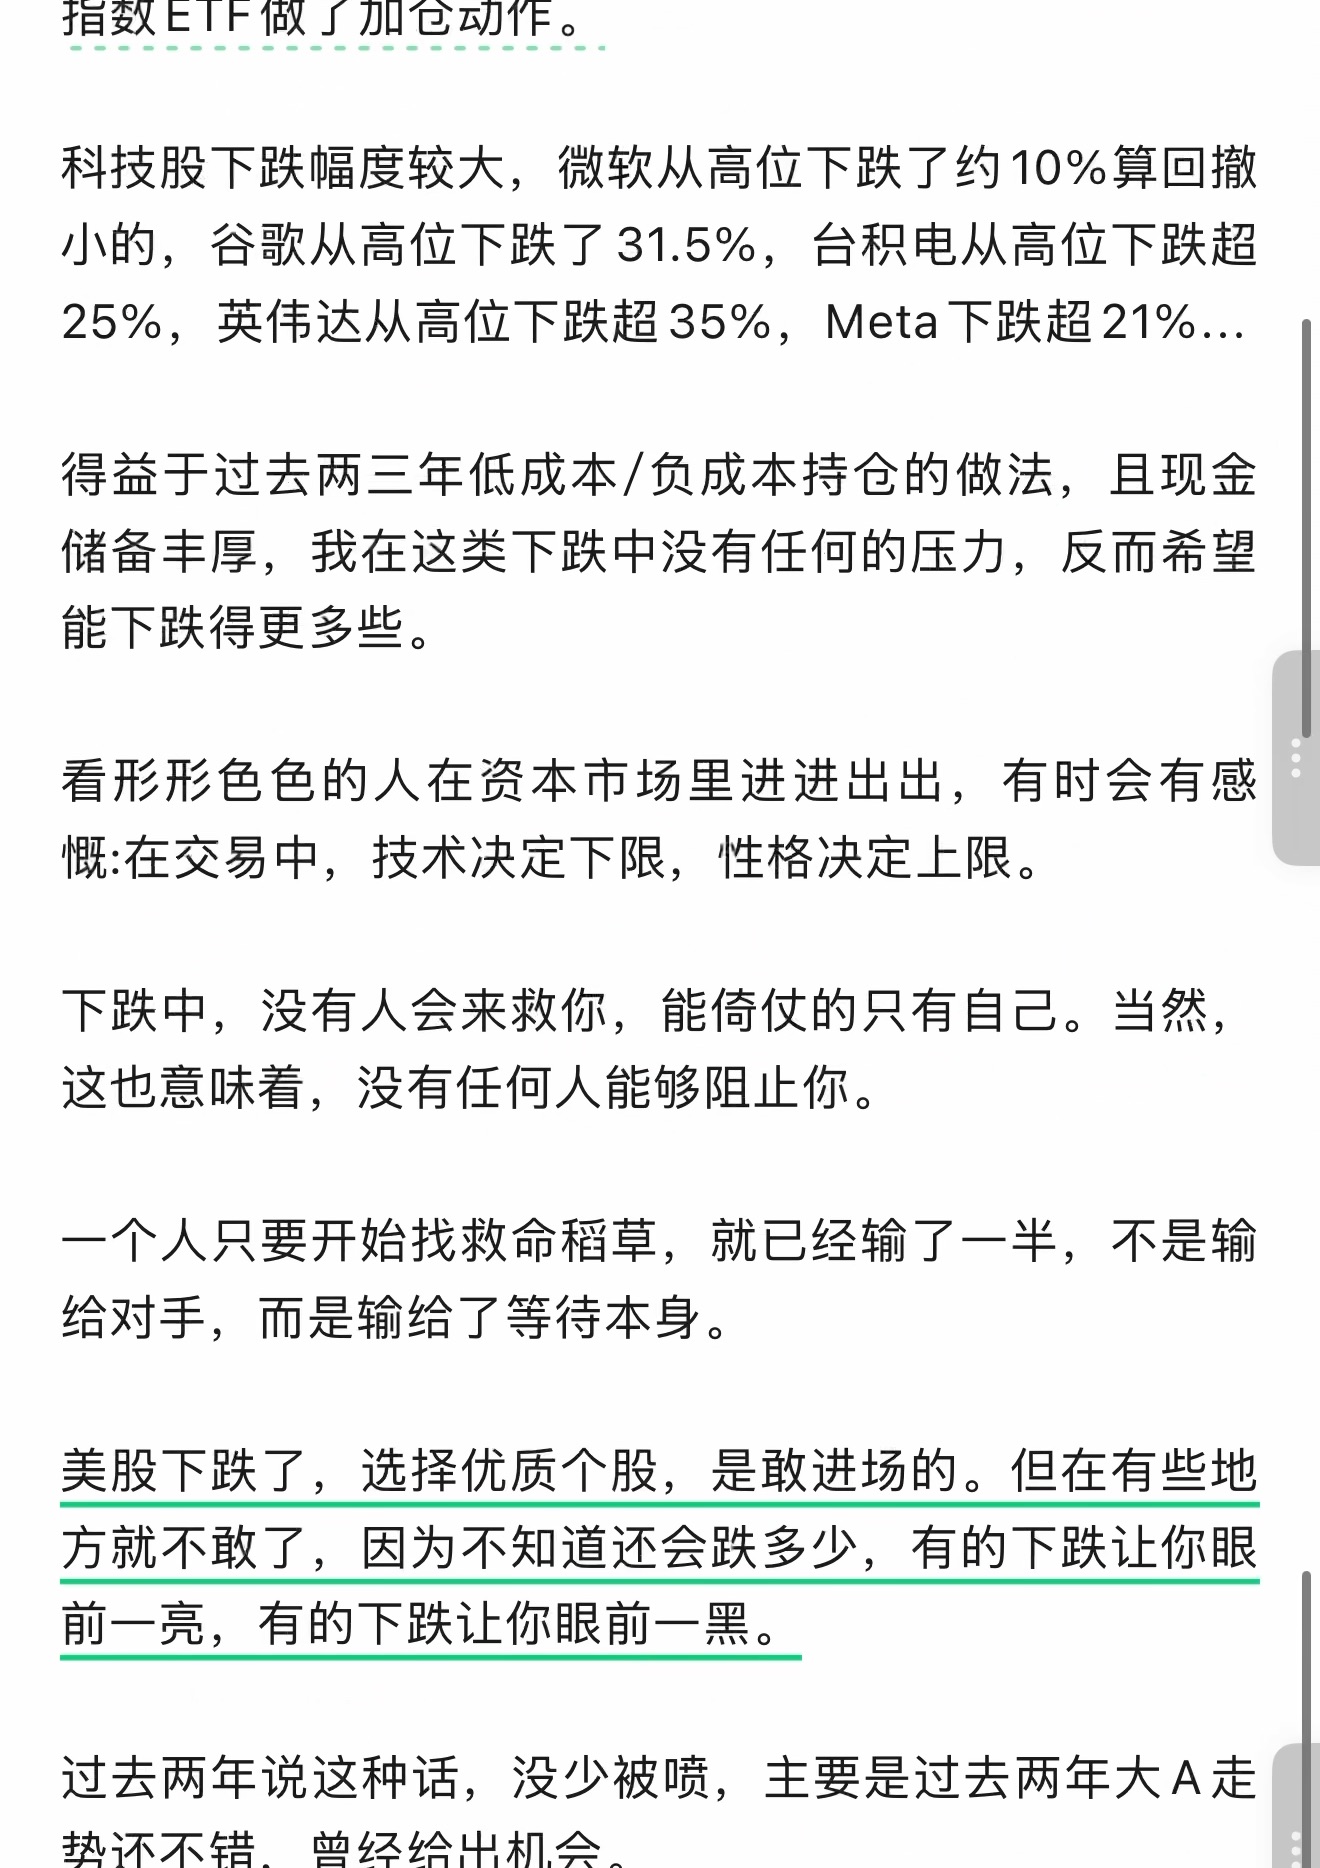 指数ETF做了加仓动作。
科技股下跌幅度较大，微软从高位下跌了约10%算回撤
小的，谷歌从高位下跌了31.5%，台积电从高位下跌超
25%，英伟达从高位下跌超35%，Meta下跌超21%...
得益于过去两三年低成本/负成本持仓的做法，且现金
储备丰厚，我在这类下跌中没有任何的压力，反而希望
能下跌得更多些。
看形形色色的人在资本市场里进进出出，有时会有感
慨:在交易中，技术决定下限，性格决定上限。
下跌中，没有人会来救你，能倚仗的只有自己。当然，
这也意味着，没有任何人能够阻止你。
一个人只要开始找救命稻草，就已经输了一半，不是输
给对手，而是输给了等待本身。
美股下跌了，选择优质个股，是敢进场的。但在有些地
方就不敢了，因为不知道还会跌多少，有的下跌让你眼
前一亮，有的下跌让你眼前一黑。
过去两年说这种话，没少被喷，主要是过去两年大A走
势还不错，曾经给出机会。